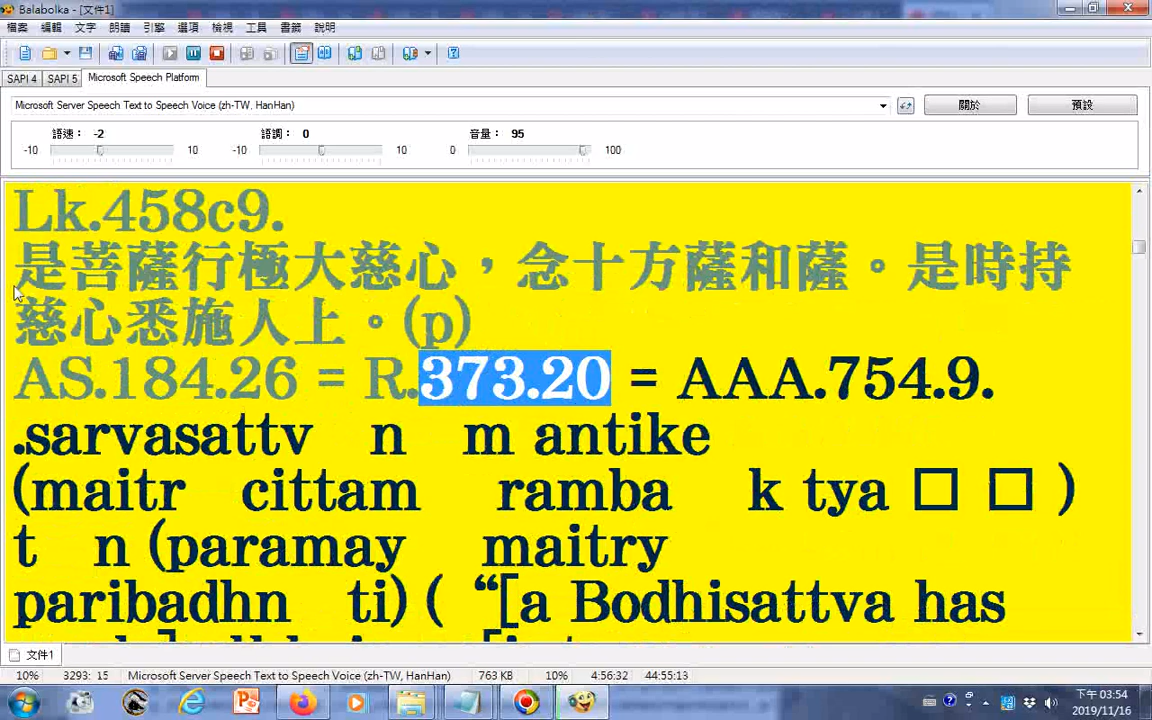 Balabolka - [文件1]
檔案 編輯 文字 朗讀 引擎 選項 檢視 工具 書籤 說明
SAPI 4 SAPI 5 Microsoft Speech Platform
Microsoft Server Speech Text to Speech Voice (zh-TW, HanHan)
關於 預設
語速： -2 語調： 0 音量： 95
-10 10 -10 10 0 100
Lk.458c9.
是菩薩行極大慈心，念十方薩和薩。是時持
慈心悉施人上。(p)
AS.184.26 = R.373.20 = AAA.754.9.
.sarvasattv n m antike
(maitr cittam ramba k tya □ □ )
t n (paramay maitry
paribadhn ti) ( “[a Bodhisattva has
文件1
10% 3293: 15 Microsoft Server Speech Text to Speech Voice (zh-TW, HanHan) 763 KB 10% 4:56:32 44:55:13
下午 03:54
2019/11/16